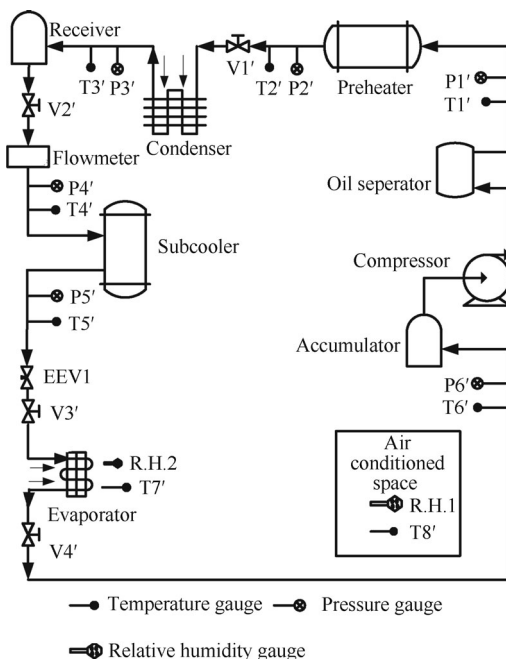 Receiver
V2′
Flowmeter
P4′
T4′
T3′
P3′
Condenser
V1′
T2′
P2′
Preheater
P1′
T1′
Oil seperator
Compressor
Accumulator
P6′
T6′
Subcooler
P5′
T5′
EEV1
V3′
R.H.2
T7′
Evaporator
V4′
Air
conditioned
space
R.H.1
T8′
Temperature gauge
Pressure gauge
Relative humidity gauge